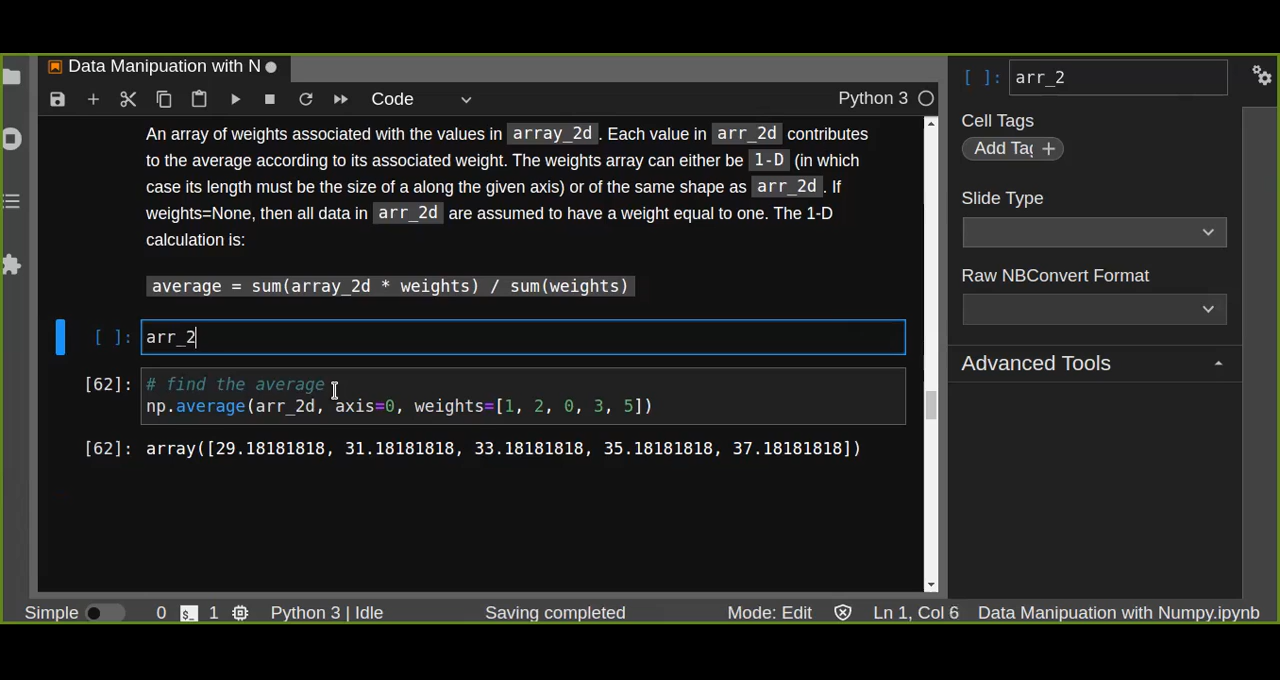 Data Manipuation with N
Code
Python 3
[ ]: arr_2
Cell Tags
Add Tag
Slide Type
Raw NBConvert Format
Advanced Tools
An array of weights associated with the values in array_2d. Each value in arr_2d contributes
to the average according to its associated weight. The weights array can either be 1-D (in which
case its length must be the size of a along the given axis) or of the same shape as arr_2d. If
weights=None, then all data in arr_2d are assumed to have a weight equal to one. The 1-D
calculation is:
average = sum(array_2d * weights) / sum(weights)
[ ]: arr_2
[62]: # find the average
np.average(arr_2d, axis=0, weights=[1, 2, 0, 3, 5])
[62]: array([29.18181818, 31.18181818, 33.18181818, 35.18181818, 37.18181818])
Simple 0 $_ 1 Python 3 | Idle Saving completed Mode: Edit Ln 1, Col 6 Data Manipuation with Numpy.ipynb